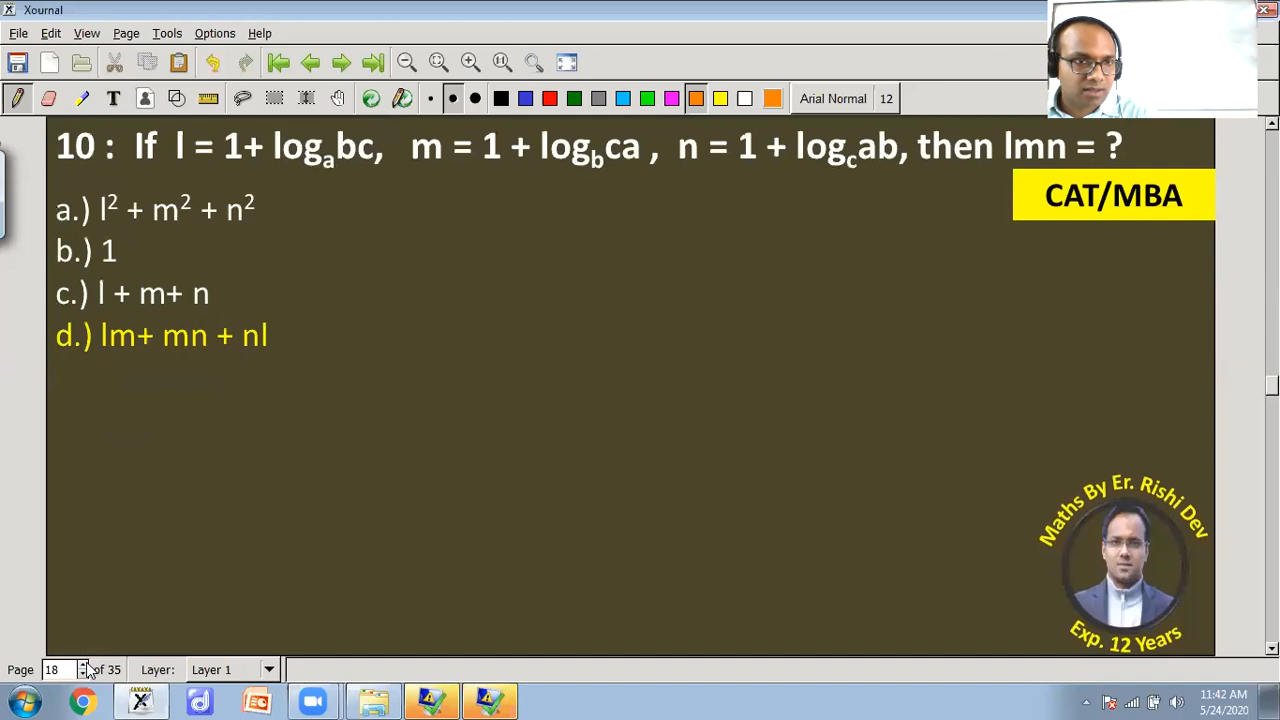 Xournal
File Edit View Page Tools Options Help
Arial Normal 12
10 : If l = 1+ logₐbc, m = 1 + log_bca , n = 1 + log_cab, then lmn = ?
CAT/MBA
a.) l² + m² + n²
b.) 1
c.) l + m+ n
d.) lm+ mn + nl
Maths By Er. Rishi Dev
Exp. 12 Years
Page 18 of 35 Layer: Layer 1
11:42 AM
5/24/2020